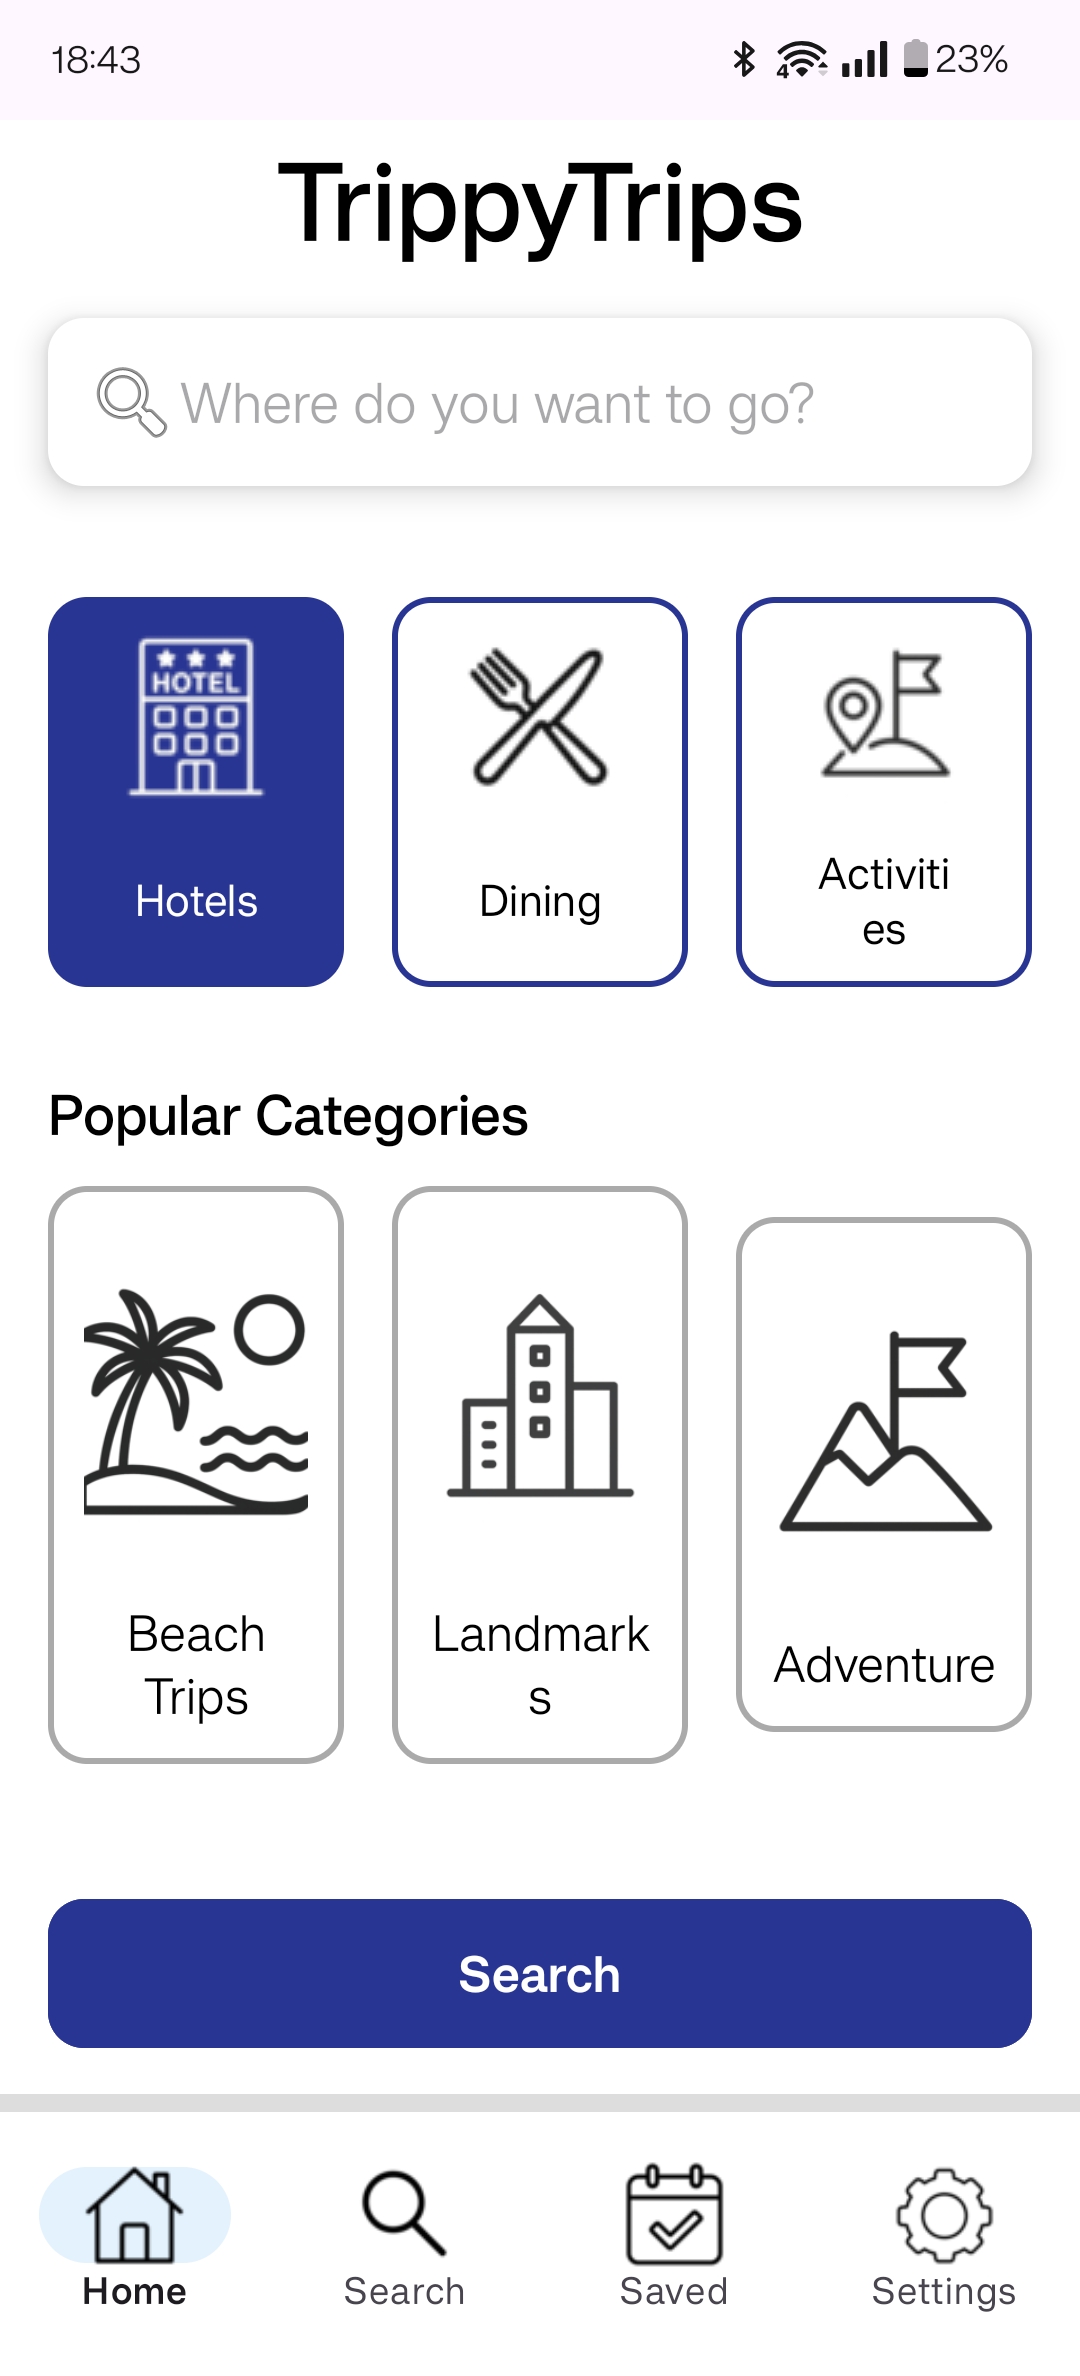 18:43
4
23%
TrippyTrips
Where do you want to go?
HOTEL
Hotels
Dining
Activiti
es
Popular Categories
Beach
Trips
Landmark
s
Adventure
Search
Home
Search
Saved
Settings